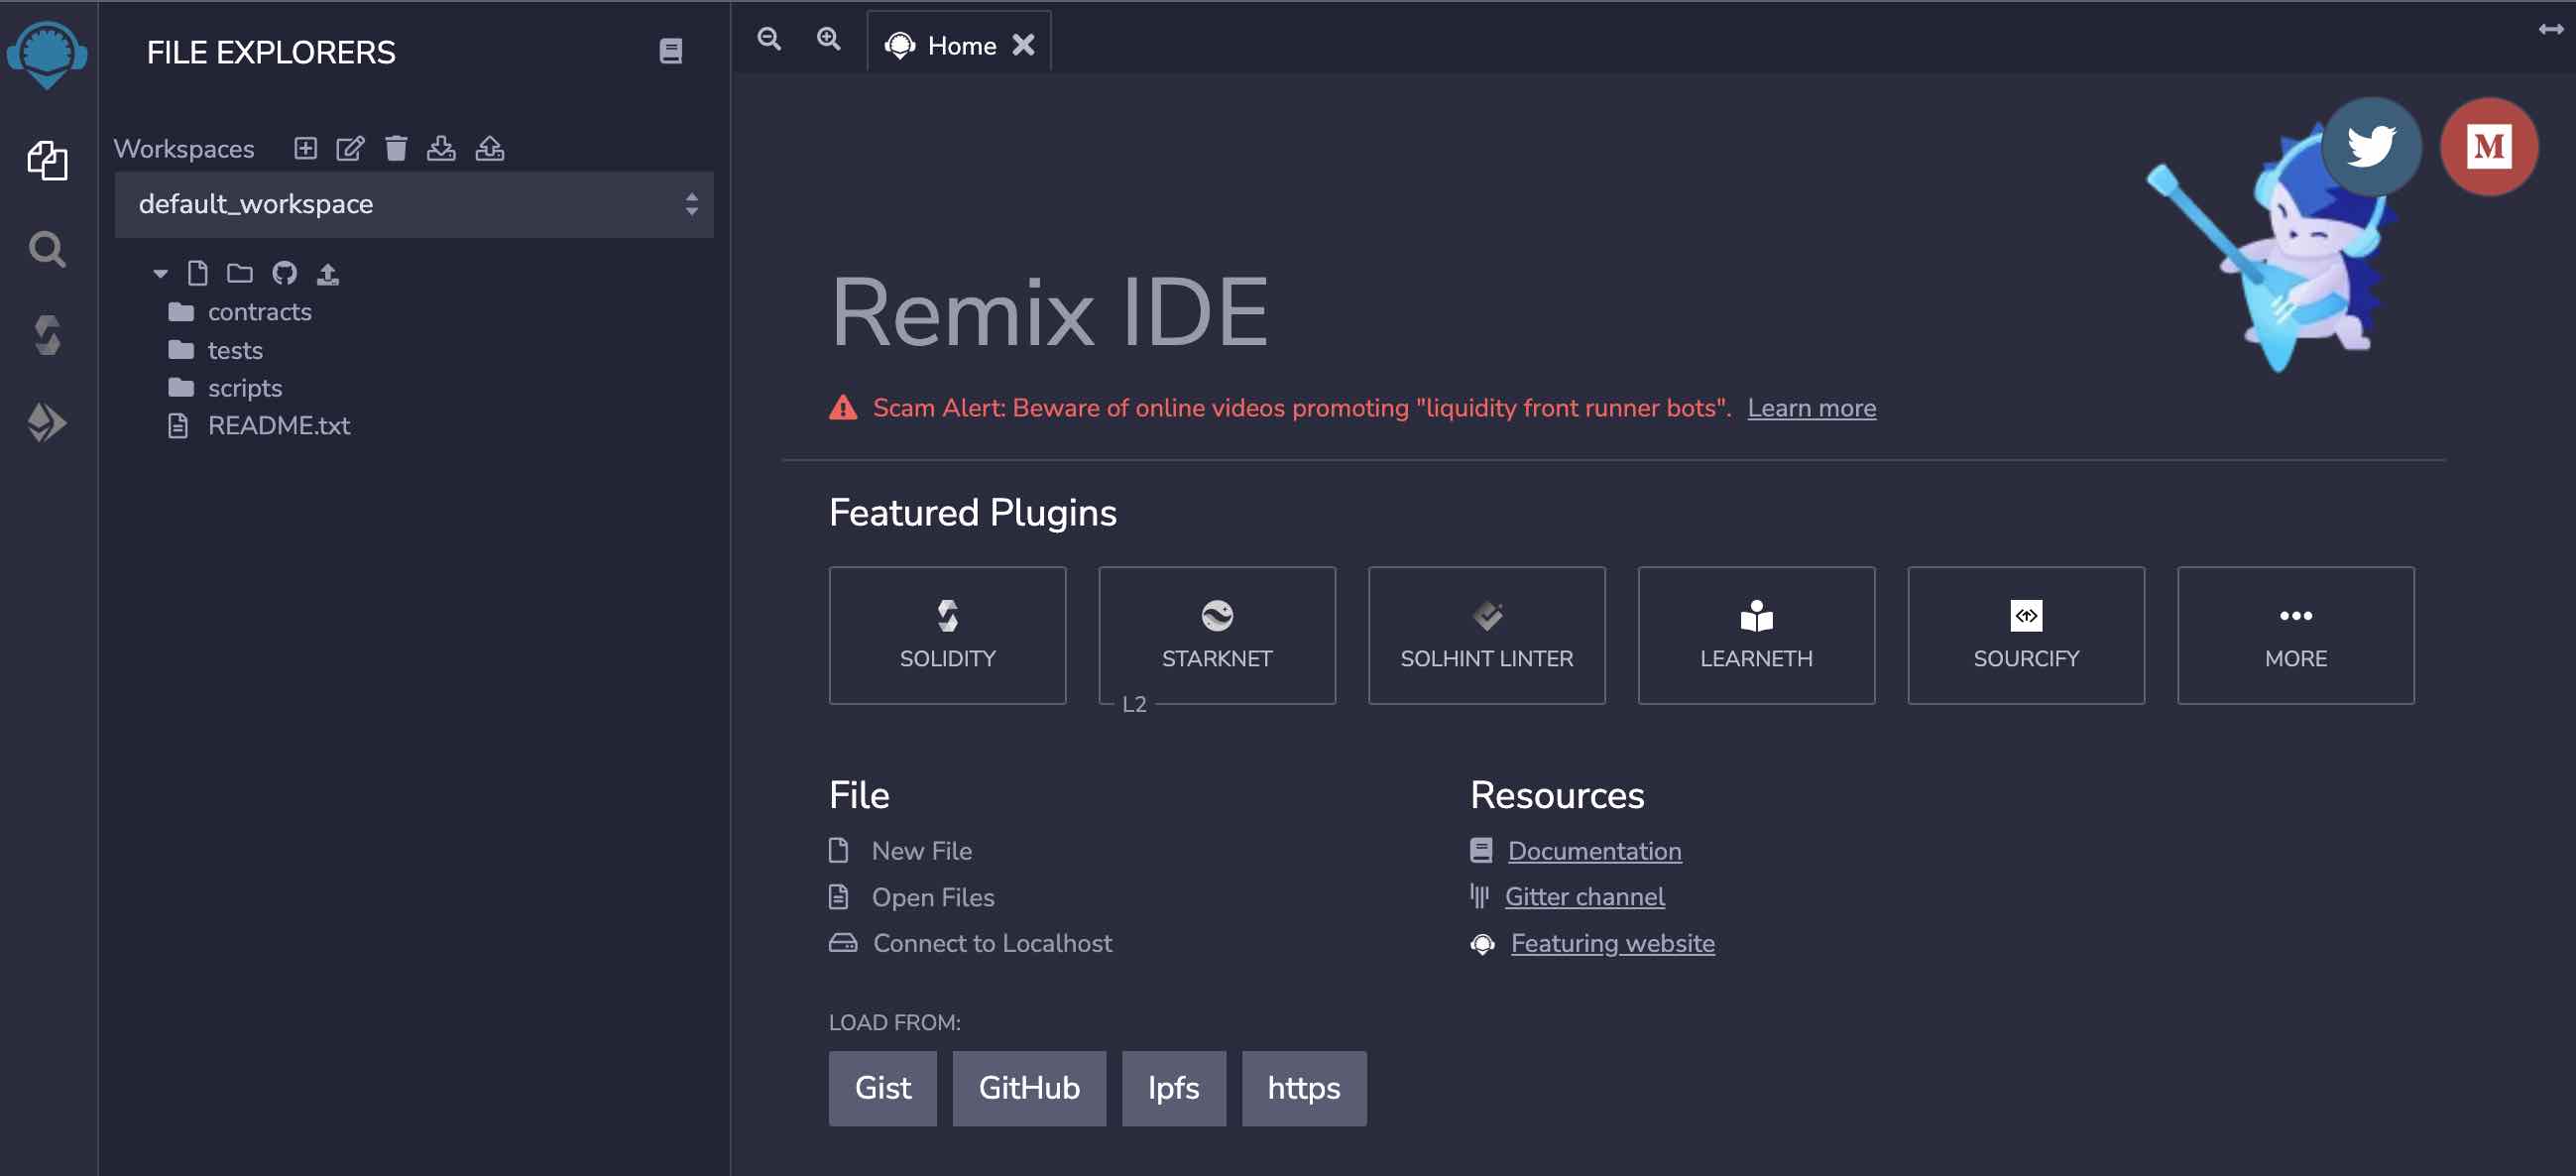 FILE EXPLORERS
Home
Workspaces
default_workspace
contracts
tests
scripts
README.txt
Remix IDE
Scam Alert: Beware of online videos promoting "liquidity front runner bots". Learn more
Featured Plugins
SOLIDITY
STARKNET
L2
SOLHINT LINTER
LEARNETH
SOURCIFY
MORE
File
New File
Open Files
Connect to Localhost
Resources
Documentation
Gitter channel
Featuring website
LOAD FROM:
Gist
GitHub
Ipfs
https
M